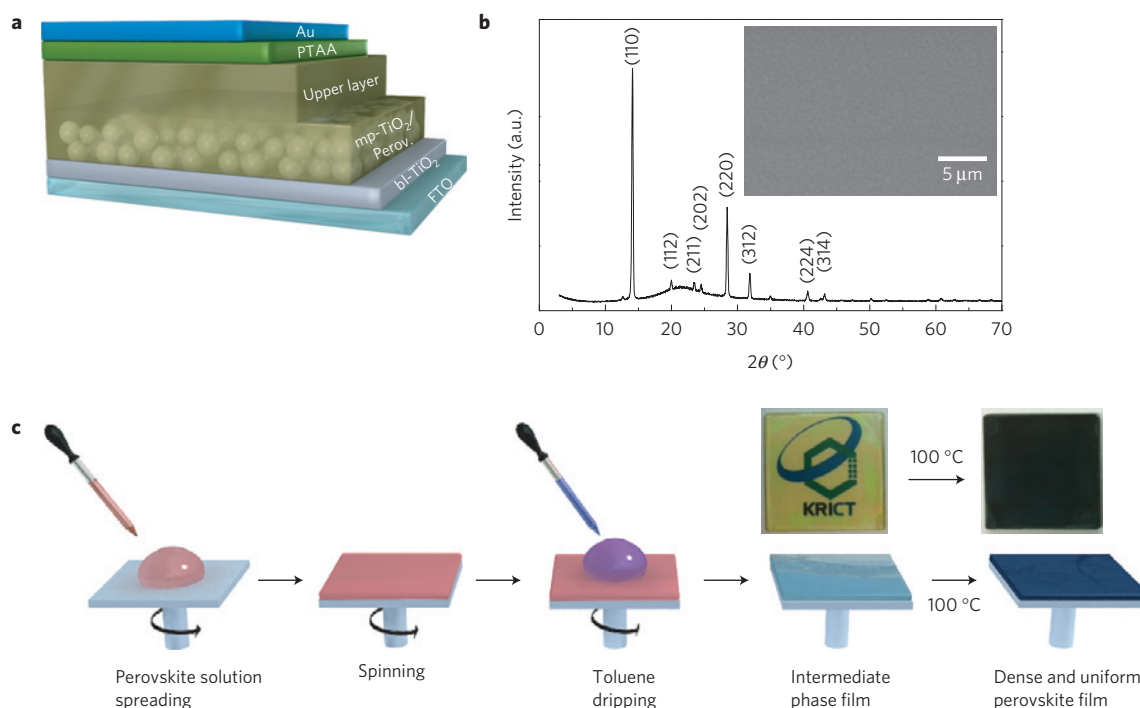 a
Au
PTAA
Upper layer
mp-TiO₂/
Perov.
bl-TiO₂
FTO
b
Intensity (a.u.)
(110)
(112)
(211)
(202)
(220)
(312)
(224)
(314)
5 µm
0 10 20 30 40 50 60 70
2θ (°)
c
KRICT
100 °C
100 °C
Perovskite solution
spreading
Spinning
Toluene
dripping
Intermediate
phase film
Dense and uniform
perovskite film